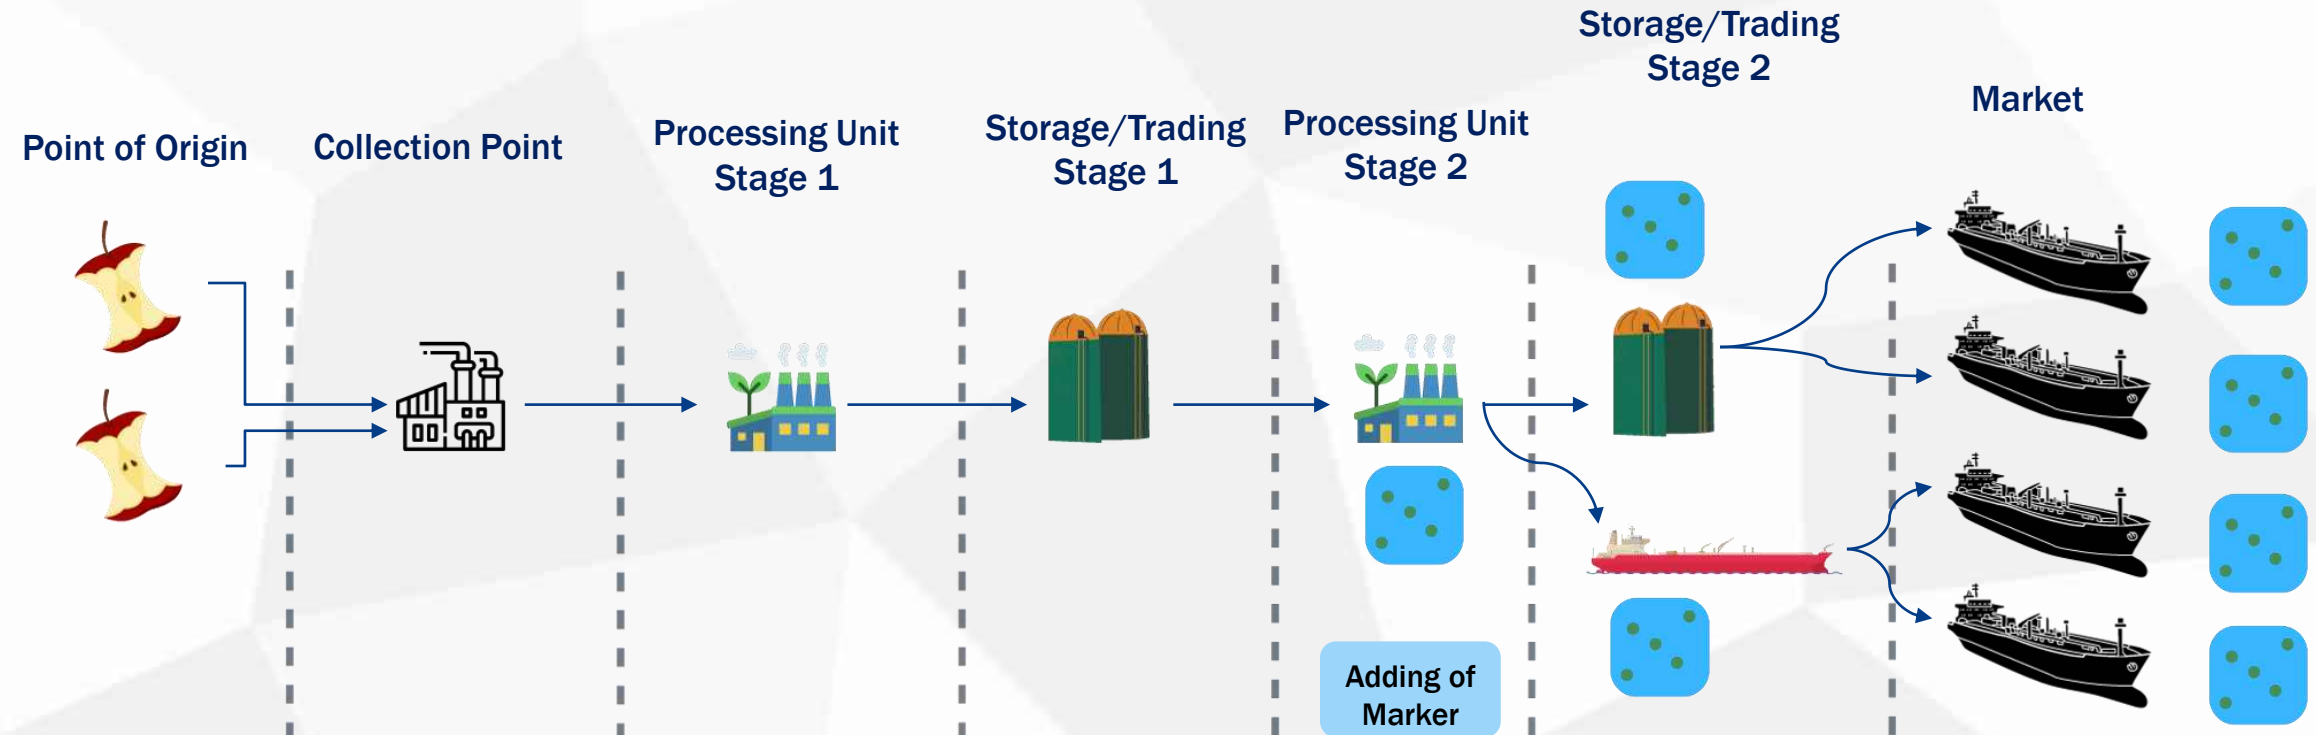 Point of Origin
Collection Point
Processing Unit
Stage 1
Storage/Trading
Stage 1
Processing Unit
Stage 2
Storage/Trading
Stage 2
Market
Adding of
Marker